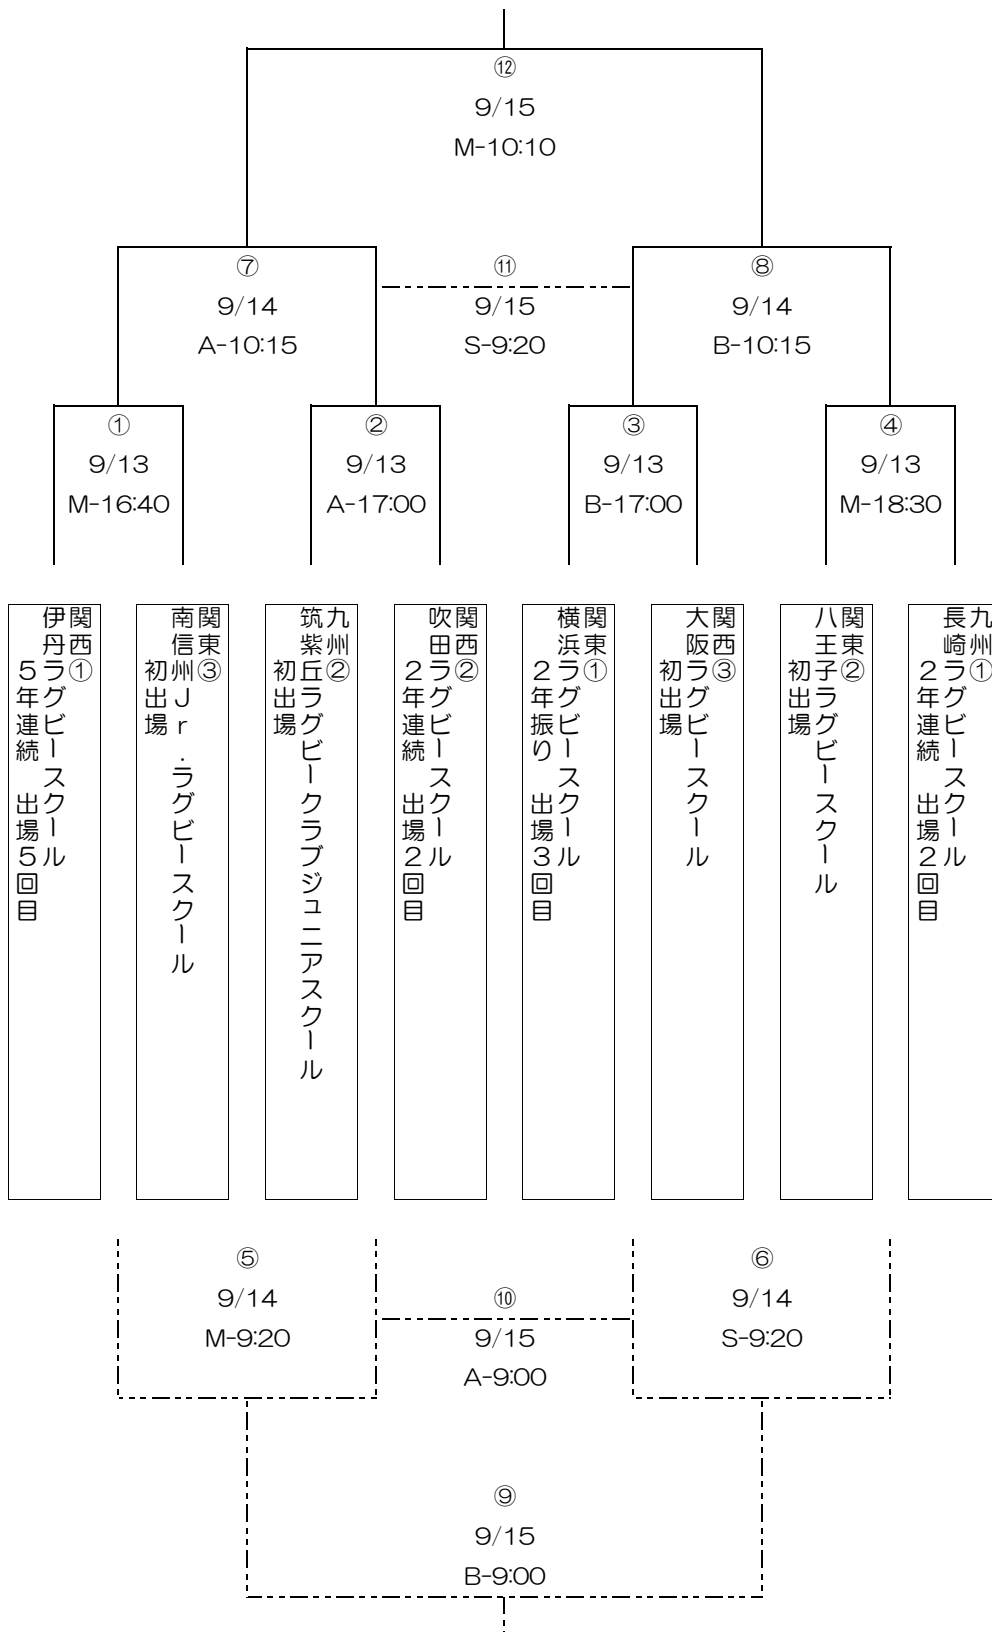 ⑫
9/15
M-10:10
⑦
9/14
A-10:15
⑪
9/15
S-9:20
⑧
9/14
B-10:15
①
9/13
M-16:40
②
9/13
A-17:00
③
9/13
B-17:00
④
9/13
M-18:30
関西①
伊丹ラグビースクール
5年連続 出場5回目
関東③
南信州Jr.ラグビースクール
初出場
九州②
筑紫丘ラグビークラブジュニアスクール
初出場
関西②
吹田ラグビースクール
2年連続 出場2回目
関東①
横浜ラグビースクール
2年振り 出場3回目
関西③
大阪ラグビースクール
初出場
関東②
八王子ラグビースクール
初出場
九州①
長崎ラグビースクール
2年連続 出場2回目
⑤
9/14
M-9:20
⑩
9/15
A-9:00
⑥
9/14
S-9:20
⑨
9/15
B-9:00